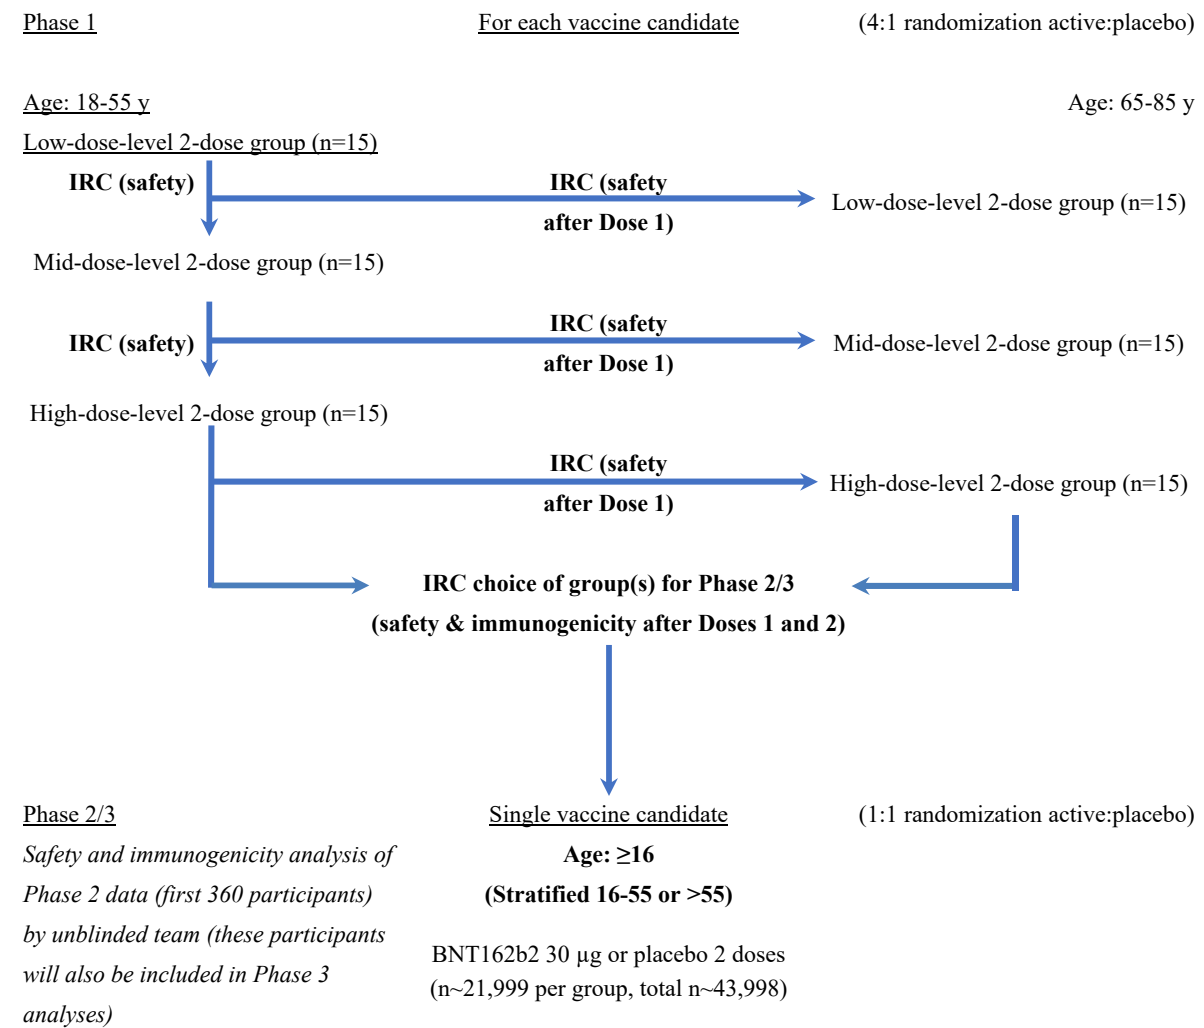 Phase 1
For each vaccine candidate
(4:1 randomization active:placebo)
Age: 18-55 y
Age: 65-85 y
Low-dose-level 2-dose group (n=15)
IRC (safety)
IRC (safety
after Dose 1)
Low-dose-level 2-dose group (n=15)
Mid-dose-level 2-dose group (n=15)
IRC (safety)
IRC (safety
after Dose 1)
Mid-dose-level 2-dose group (n=15)
High-dose-level 2-dose group (n=15)
IRC (safety
after Dose 1)
High-dose-level 2-dose group (n=15)
IRC choice of group(s) for Phase 2/3
(safety & immunogenicity after Doses 1 and 2)
Phase 2/3
Single vaccine candidate
(1:1 randomization active:placebo)
Safety and immunogenicity analysis of
Phase 2 data (first 360 participants)
by unblinded team (these participants
will also be included in Phase 3
analyses)
Age: ≥16
(Stratified 16-55 or >55)
BNT162b2 30 µg or placebo 2 doses
(n~21,999 per group, total n~43,998)